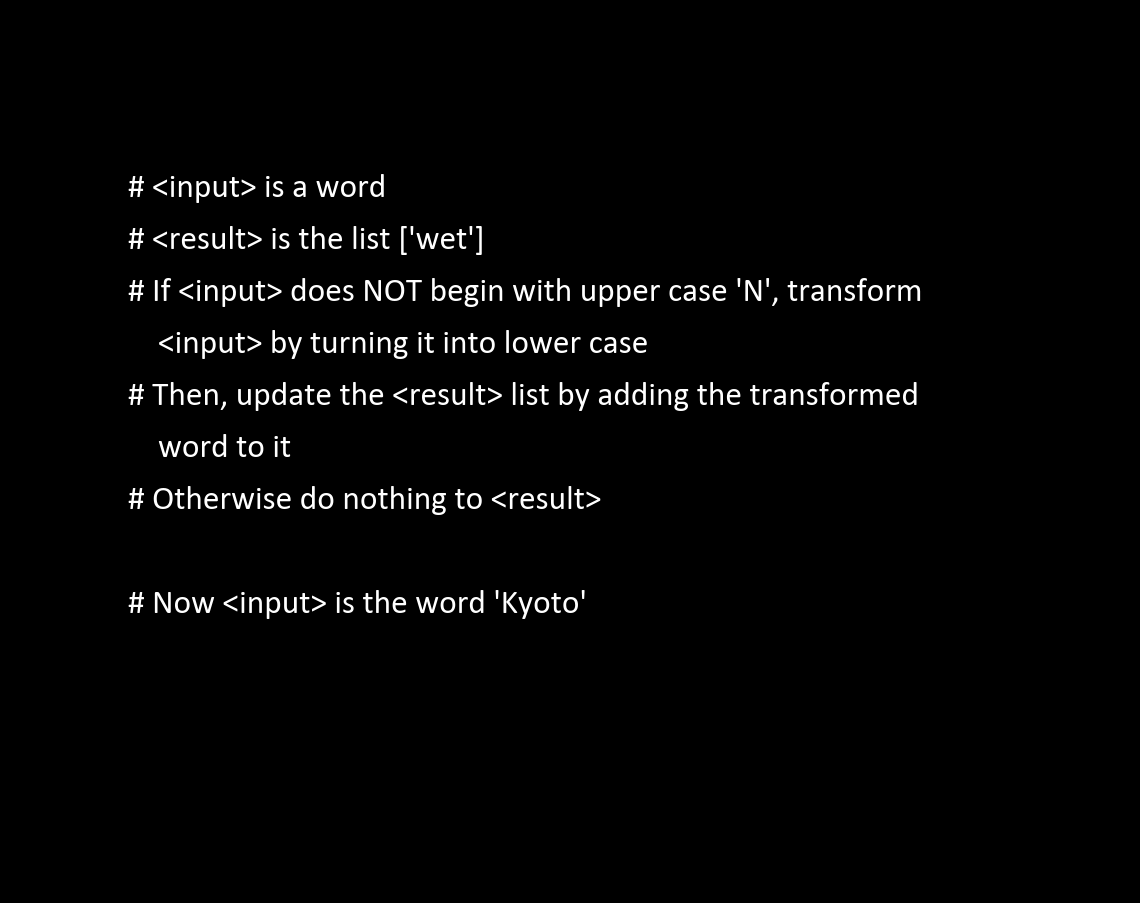 # <input> is a word
# <result> is the list ['wet']
# If <input> does NOT begin with upper case 'N', transform
<input> by turning it into lower case
# Then, update the <result> list by adding the transformed
word to it
# Otherwise do nothing to <result>
# Now <input> is the word 'Kyoto'